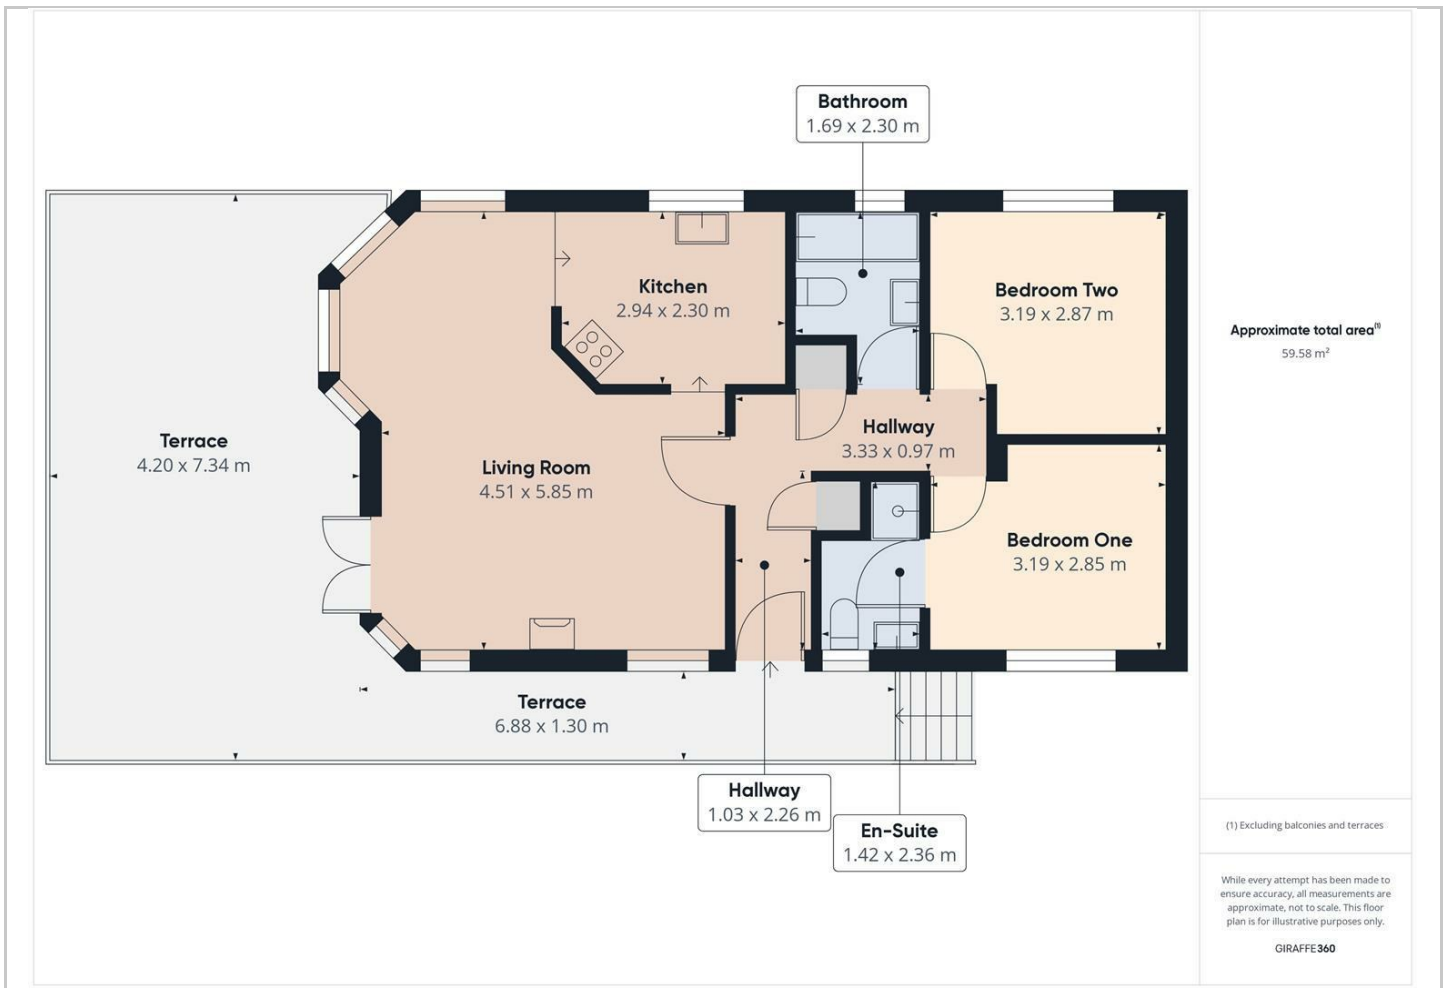 Bathroom
1.69 x 2.30 m
Kitchen
2.94 x 2.30 m
Bedroom Two
3.19 x 2.87 m
Approximate total area(1)
59.58 m²
Terrace
4.20 x 7.34 m
Living Room
4.51 x 5.85 m
Hallway
3.33 x 0.97 m
Bedroom One
3.19 x 2.85 m
Terrace
6.88 x 1.30 m
Hallway
1.03 x 2.26 m
En-Suite
1.42 x 2.36 m
(1) Excluding balconies and terraces
While every attempt has been made to
ensure accuracy, all measurements are
approximate, not to scale. This floor
plan is for illustrative purposes only.
GIRAFFE360